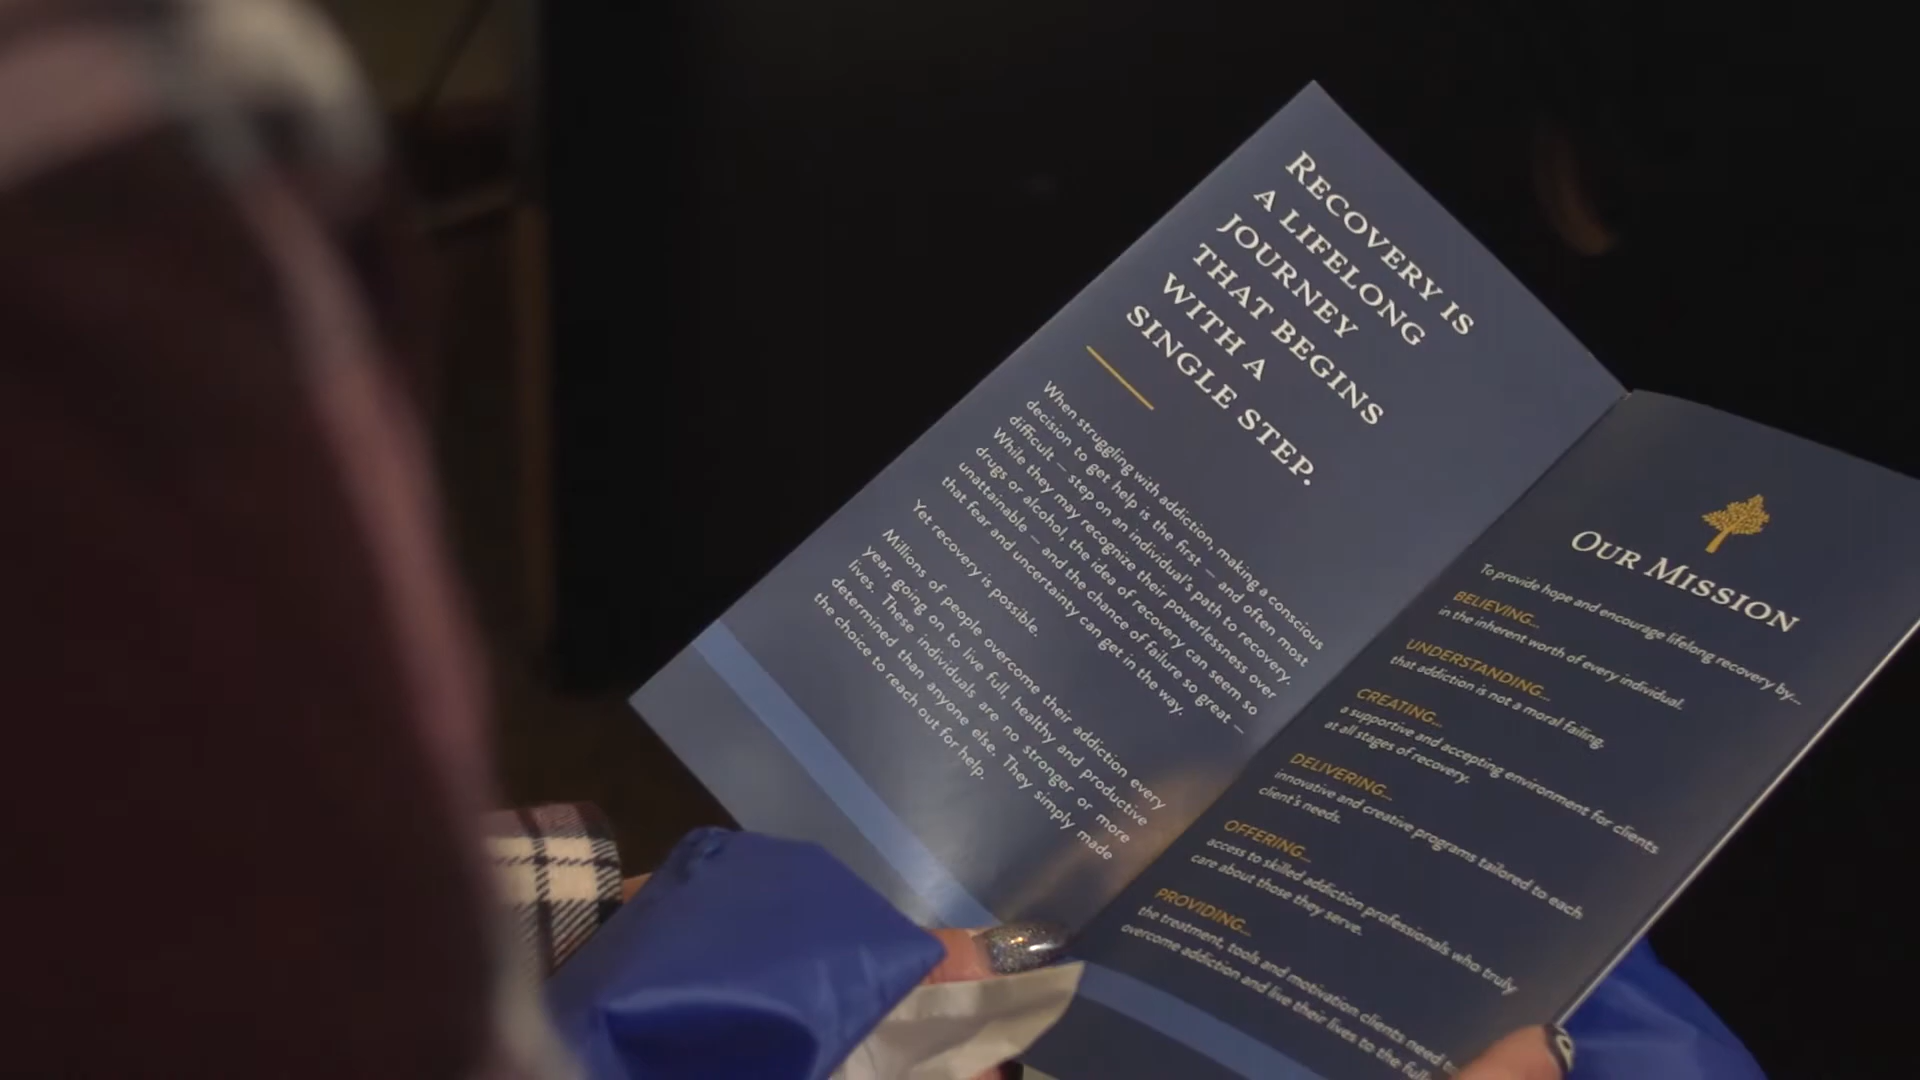 RECOVERY IS
A LIFELONG
JOURNEY
THAT BEGINS
WITH A
SINGLE STEP.
When struggling with addiction, making a conscious
decision to get help is the first — and often most
difficult — step on an individual's path to recovery.
While they may recognize their powerlessness over
drugs or alcohol, the idea of recovery can seem so
unattainable — and the chance of failure so great —
that fear and uncertainty can get in the way.
Yet recovery is possible.
Millions of people overcome their addiction every
year, going on to live full, healthy and productive
lives. These individuals are no stronger or more
determined than anyone else. They simply made
the choice to reach out for help.
OUR MISSION
To provide hope and encourage lifelong recovery by...
BELIEVING...
in the inherent worth of every individual.
UNDERSTANDING...
that addiction is not a moral failing.
CREATING...
a supportive and accepting environment for clients
at all stages of recovery.
DELIVERING...
innovative and creative programs tailored to each
client's needs.
OFFERING...
access to skilled addiction professionals who truly
care about those they serve.
PROVIDING...
the treatment, tools and motivation clients need to
overcome addiction and live their lives to the full